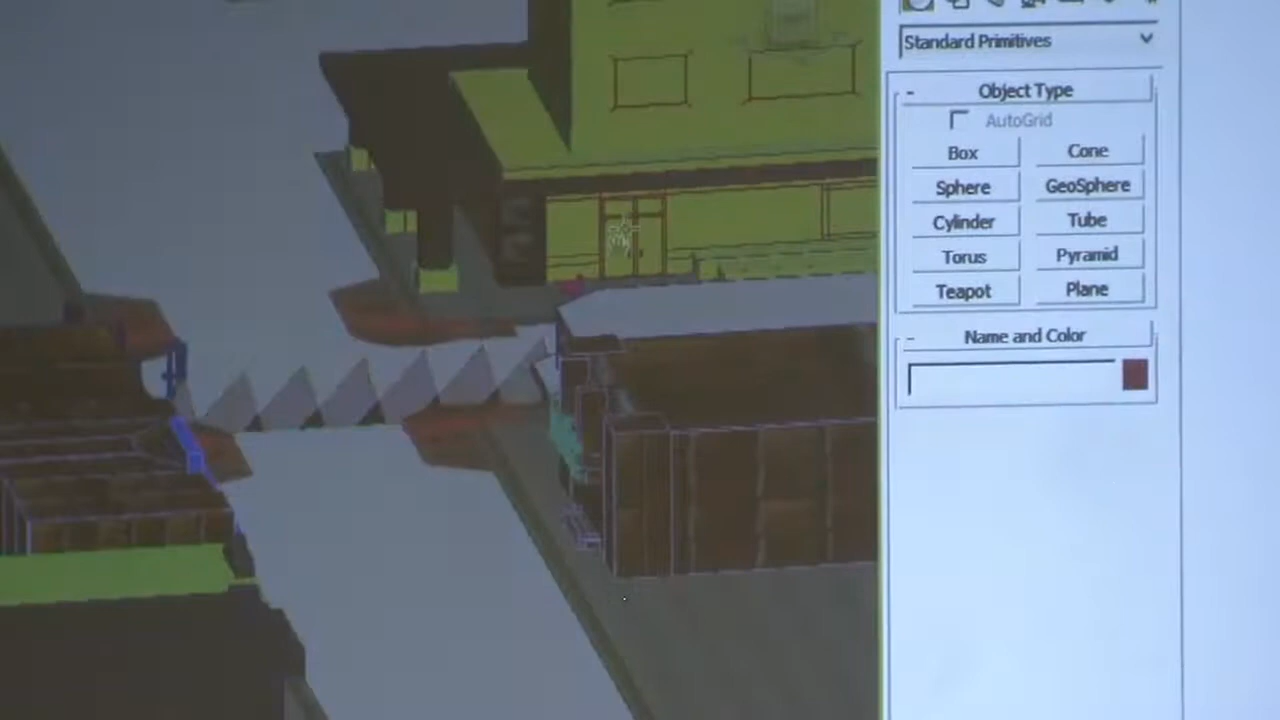 Standard Primitives
- Object Type
AutoGrid
Box Cone
Sphere GeoSphere
Cylinder Tube
Torus Pyramid
Teapot Plane
- Name and Color